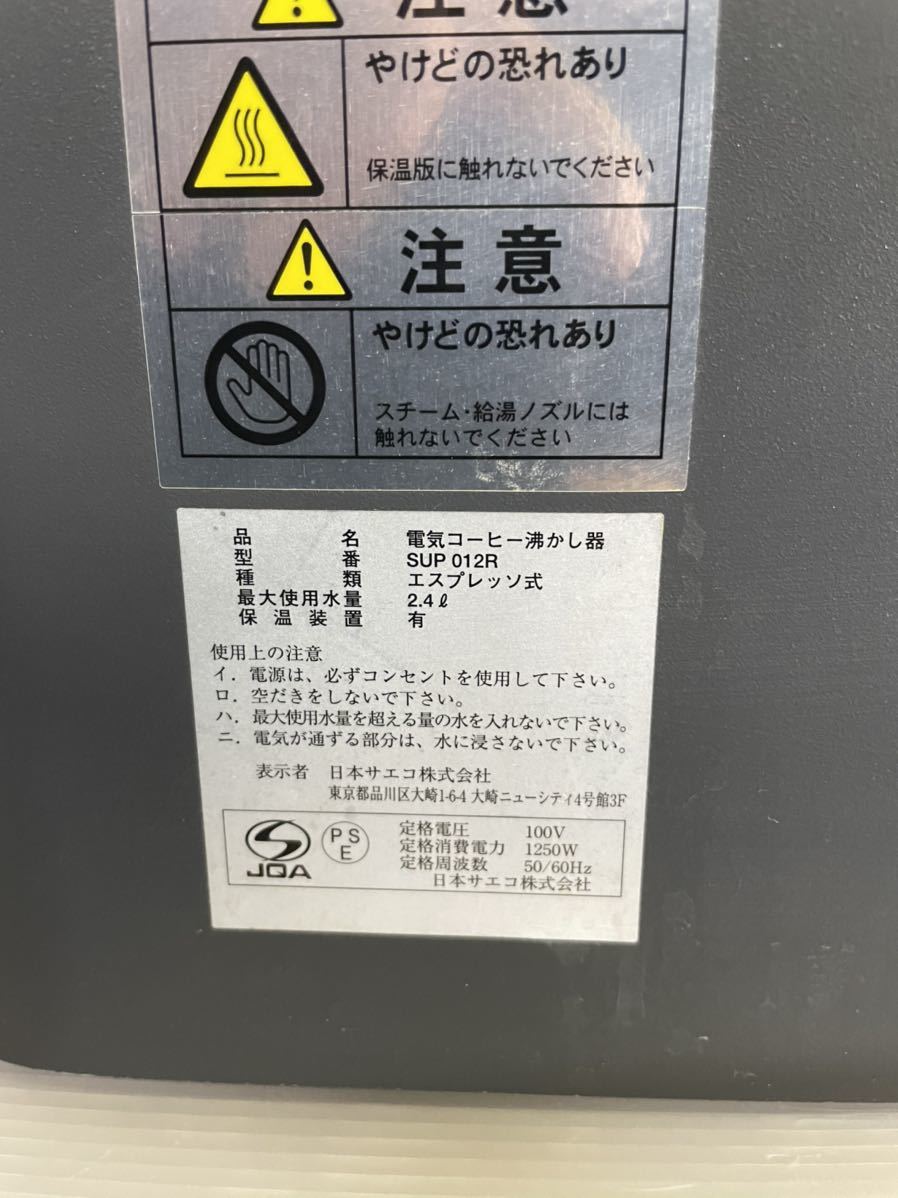 注意
やけどの恐れあり
保温版に触れないでください
注意
やけどの恐れあり
スチーム・給湯ノズルには
触れないでください
品名 電気コーヒー沸かし器
型番 SUP 012R
種類 エスプレッソ式
最大使用水量 2.4ℓ
保温装置 有
使用上の注意
イ．電源は、必ずコンセントを使用して下さい。
ロ．空だきをしないで下さい。
ハ．最大使用水量を超える量の水を入れないで下さい。
ニ．電気が通ずる部分は、水に浸さないで下さい。
表示者 日本サエコ株式会社
東京都品川区大崎1-6-4 大崎ニューシティ4号館3F
JQA
PS
E
定格電圧 100V
定格消費電力 1250W
定格周波数 50/60Hz
日本サエコ株式会社